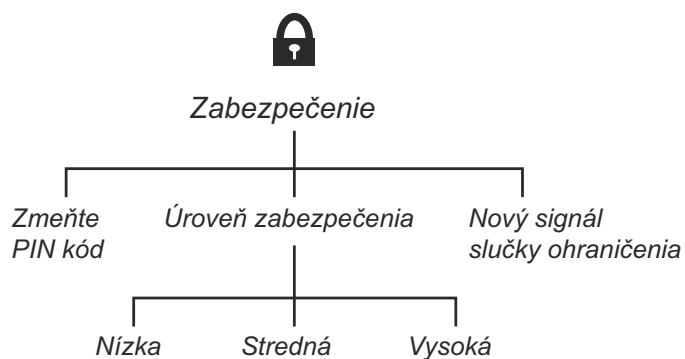 Zabezpečenie
Zmeňte
PIN kód
Úroveň zabezpečenia
Nový signál
slučky ohraničenia
Nízka
Stredná
Vysoká